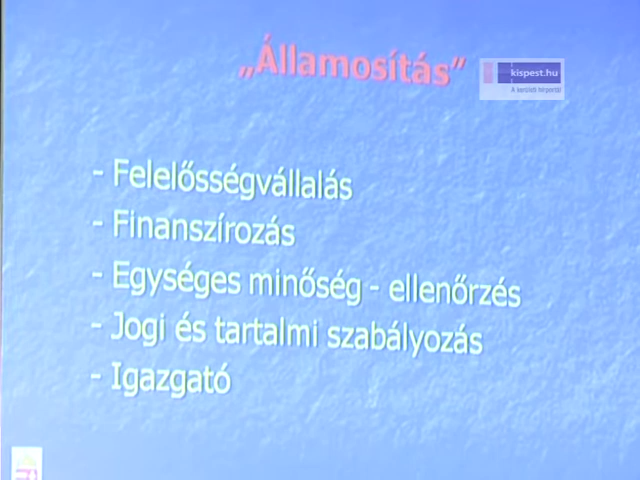 „Államosítás”
kispest.hu
A kerületi hírportál
- Felelősségvállalás
- Finanszírozás
- Egységes minőség - ellenőrzés
- Jogi és tartalmi szabályozás
- Igazgató